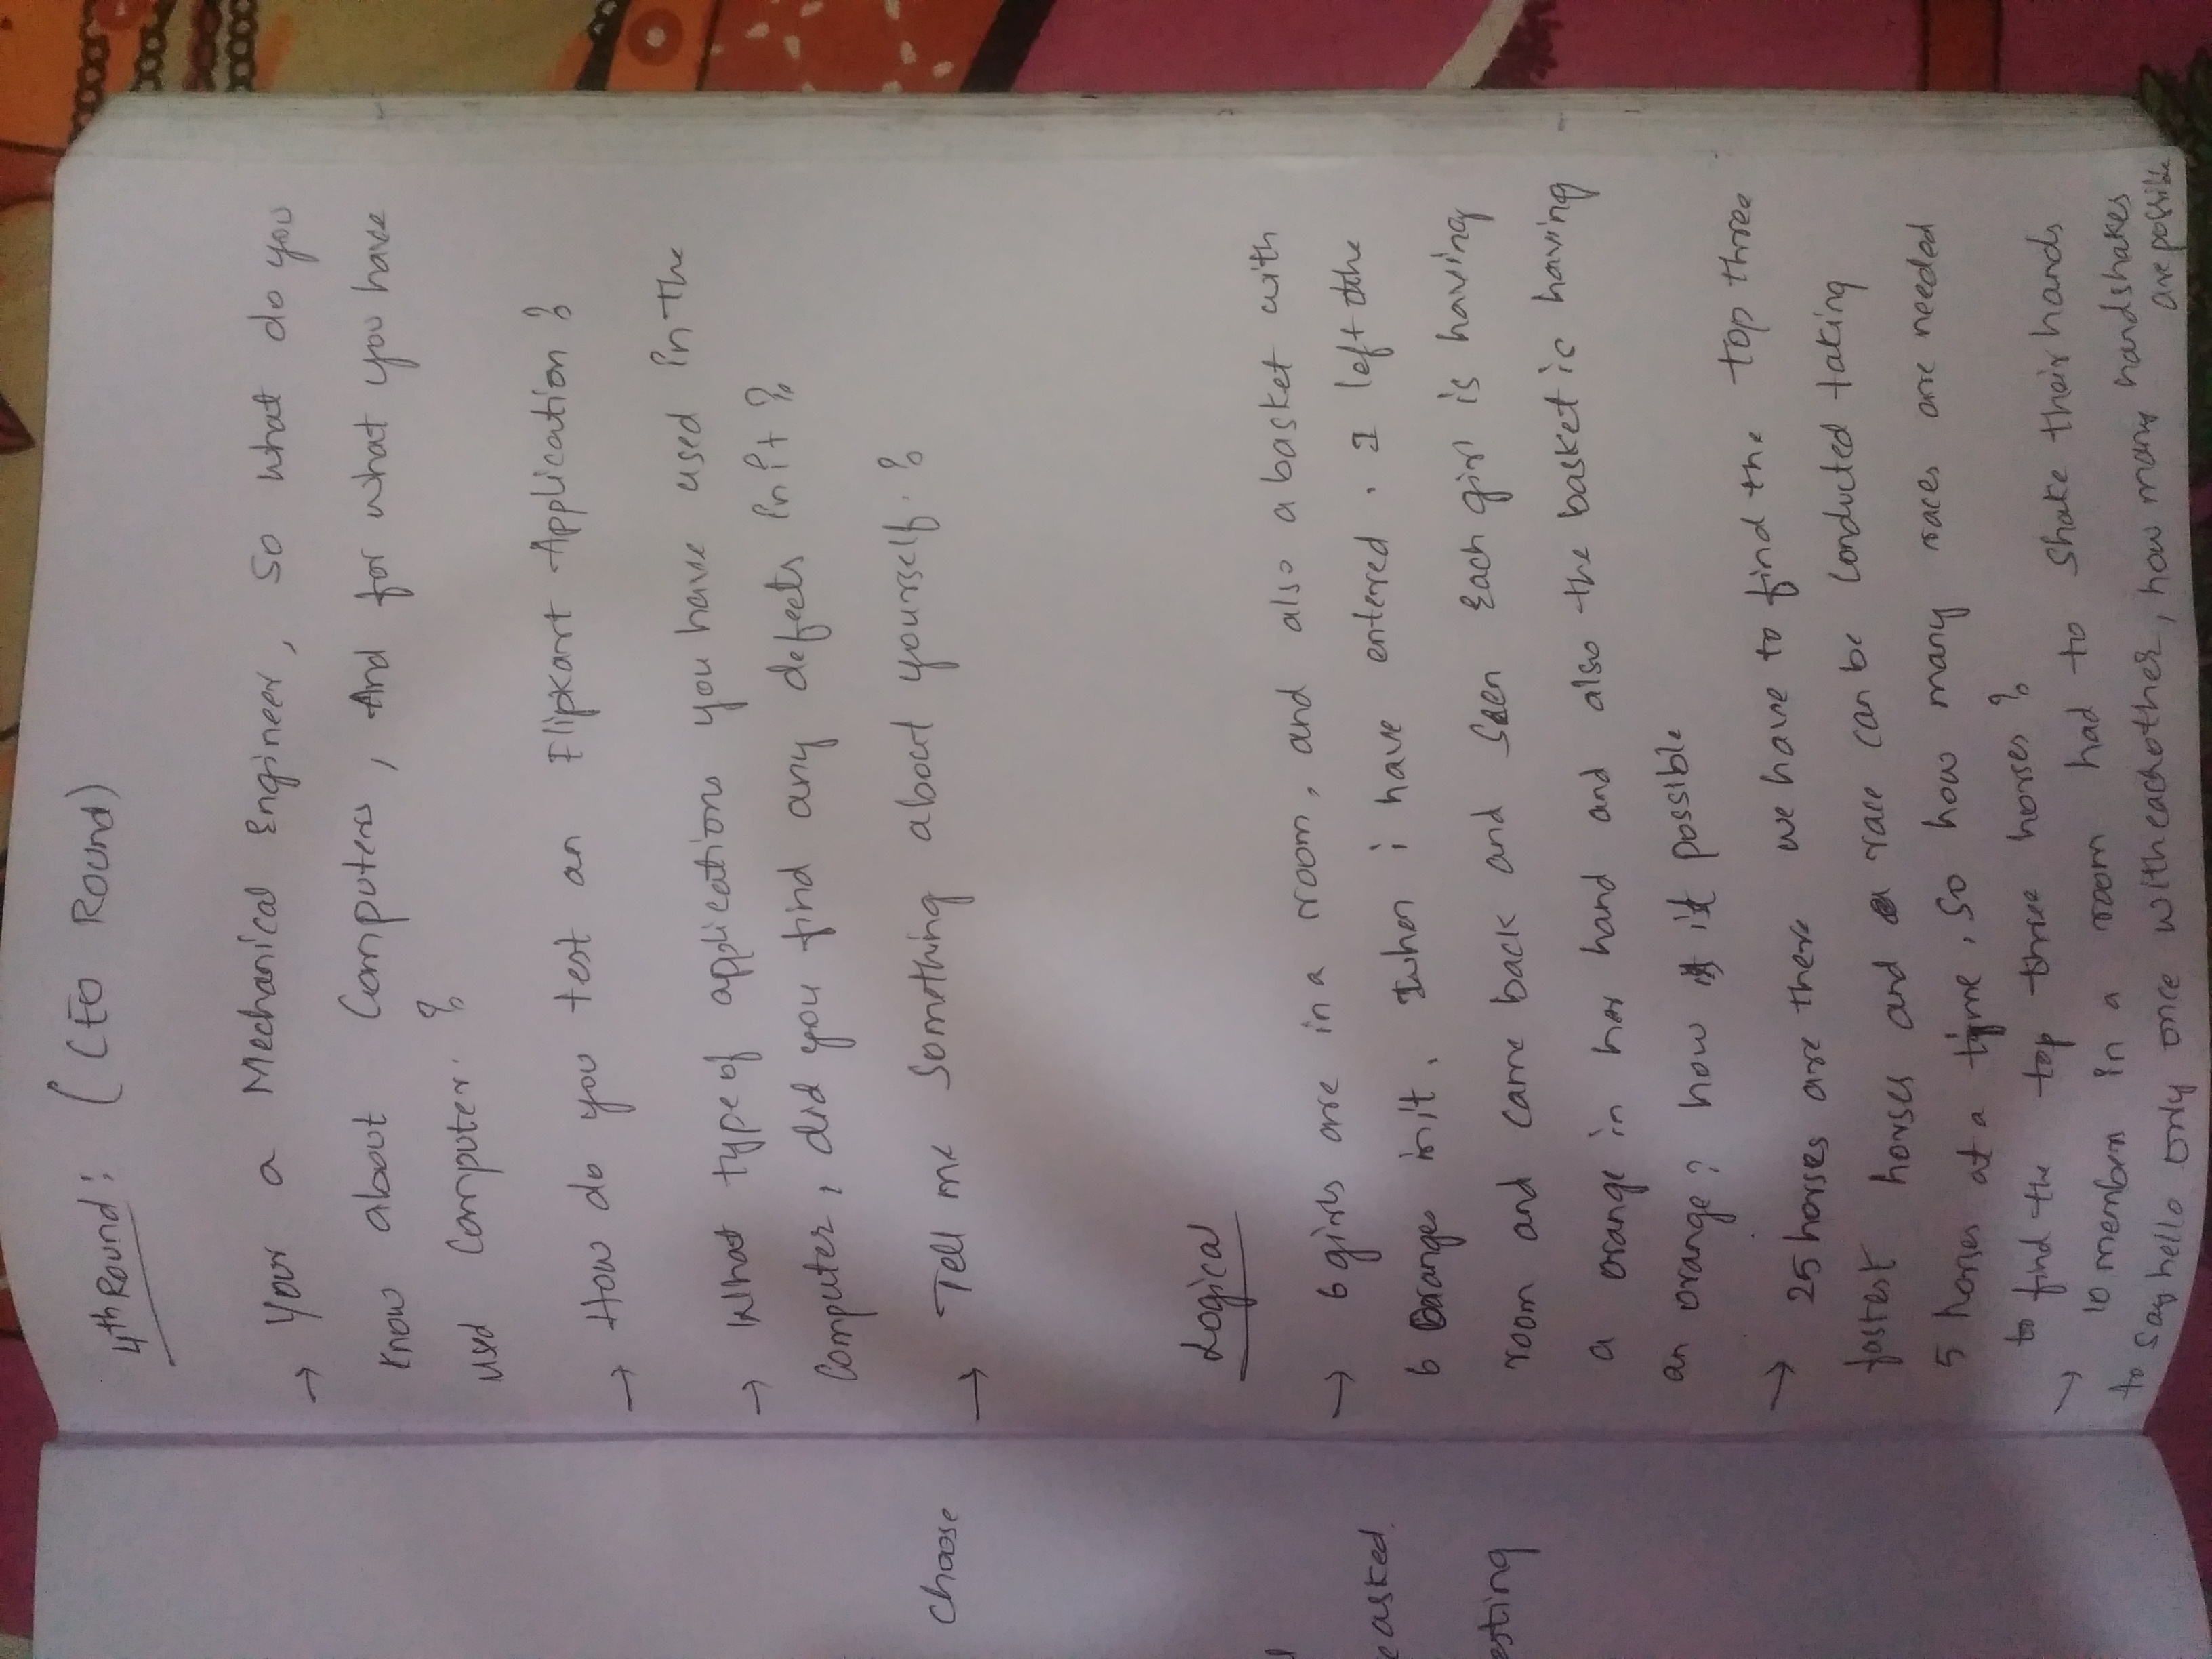 4th Round: (CEO Round)
→ Your a Mechanical Engineer, so what do you
know about Computers, And for what you have
used Computer. ?
→ How do you test an Flipkart Application ?
→ What type of applications you have used in the
Computer, did you find any defects in it ?
→ Tell me Something about yourself. ?
choose
asked.
esting
Logical
→ 6 girls are in a room, and also a basket with
6 Oranges in it. When i have entered. I left the
room and came back and Seen Each girl is having
a orange in her hand and also the basket is having
an orange? how is it possible
→ 25 horses are there we have to find the top three
fastest horses and a race can be Conducted taking
5 horses at a time, So how many races are needed
to find the top three horses ?
→ 10 members in a room had to Shake their hands
to say hello only once with eachother, how many handshakes
are possible